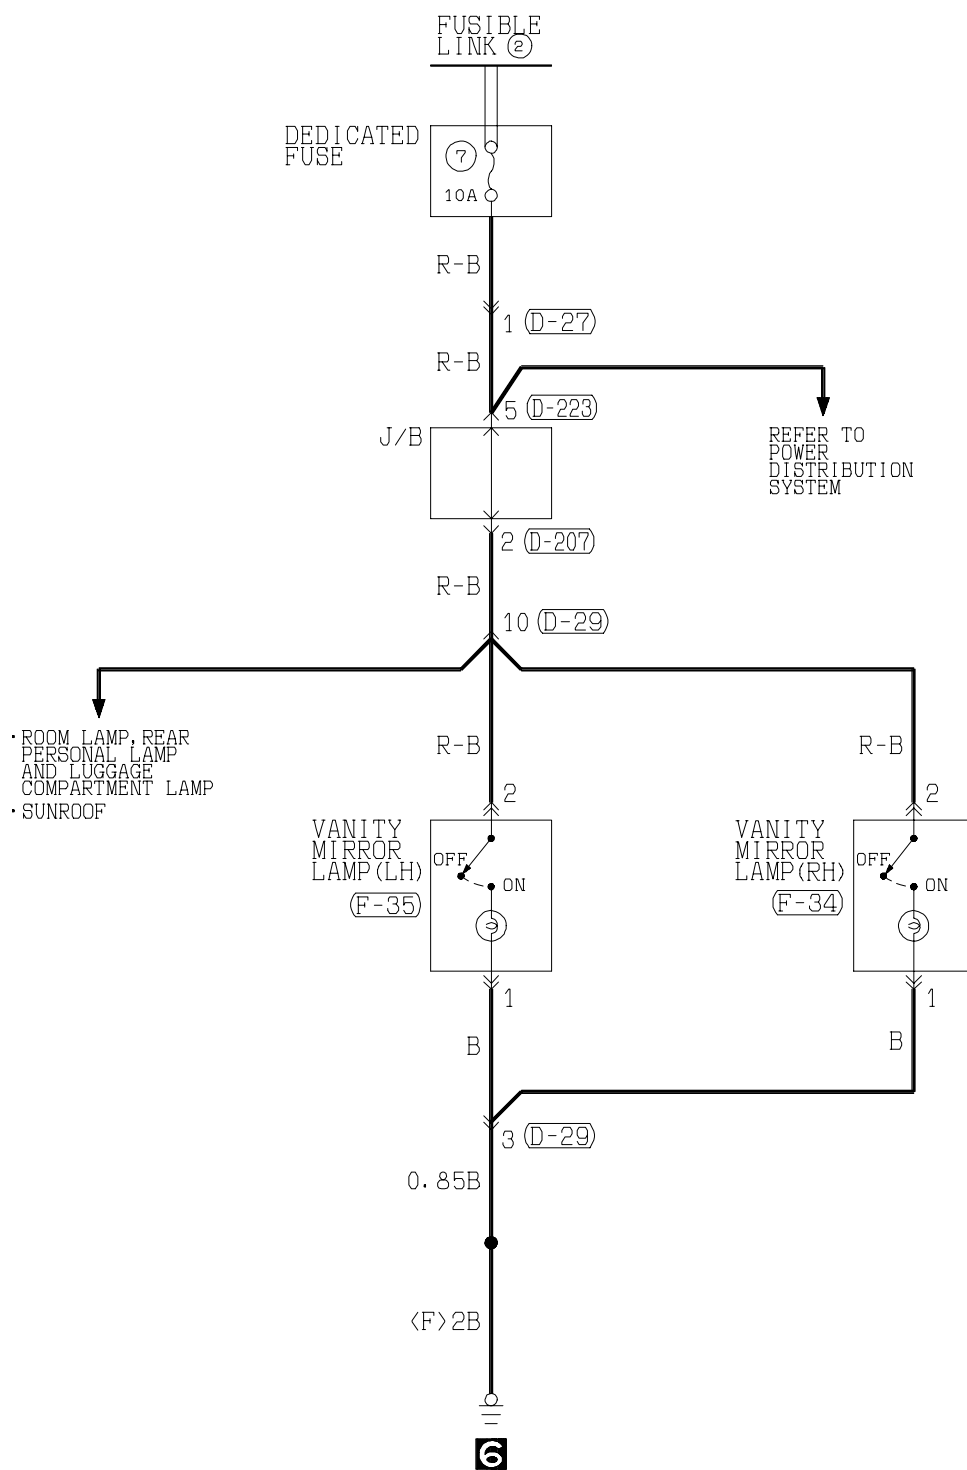 FUSIBLE
LINK ②
DEDICATED
FUSE
⑦
10A
R-B
1 (D-27)
R-B
5 (D-223)
J/B
REFER TO
POWER
DISTRIBUTION
SYSTEM
2 (D-207)
R-B
10 (D-29)
·ROOM LAMP,REAR
PERSONAL LAMP
AND LUGGAGE
COMPARTMENT LAMP
·SUNROOF
R-B
R-B
2
2
VANITY
MIRROR
LAMP(LH)
(F-35)
OFF
ON
VANITY
MIRROR
LAMP(RH)
(F-34)
OFF
ON
1
1
B
B
3 (D-29)
0.85B
<F>2B
6